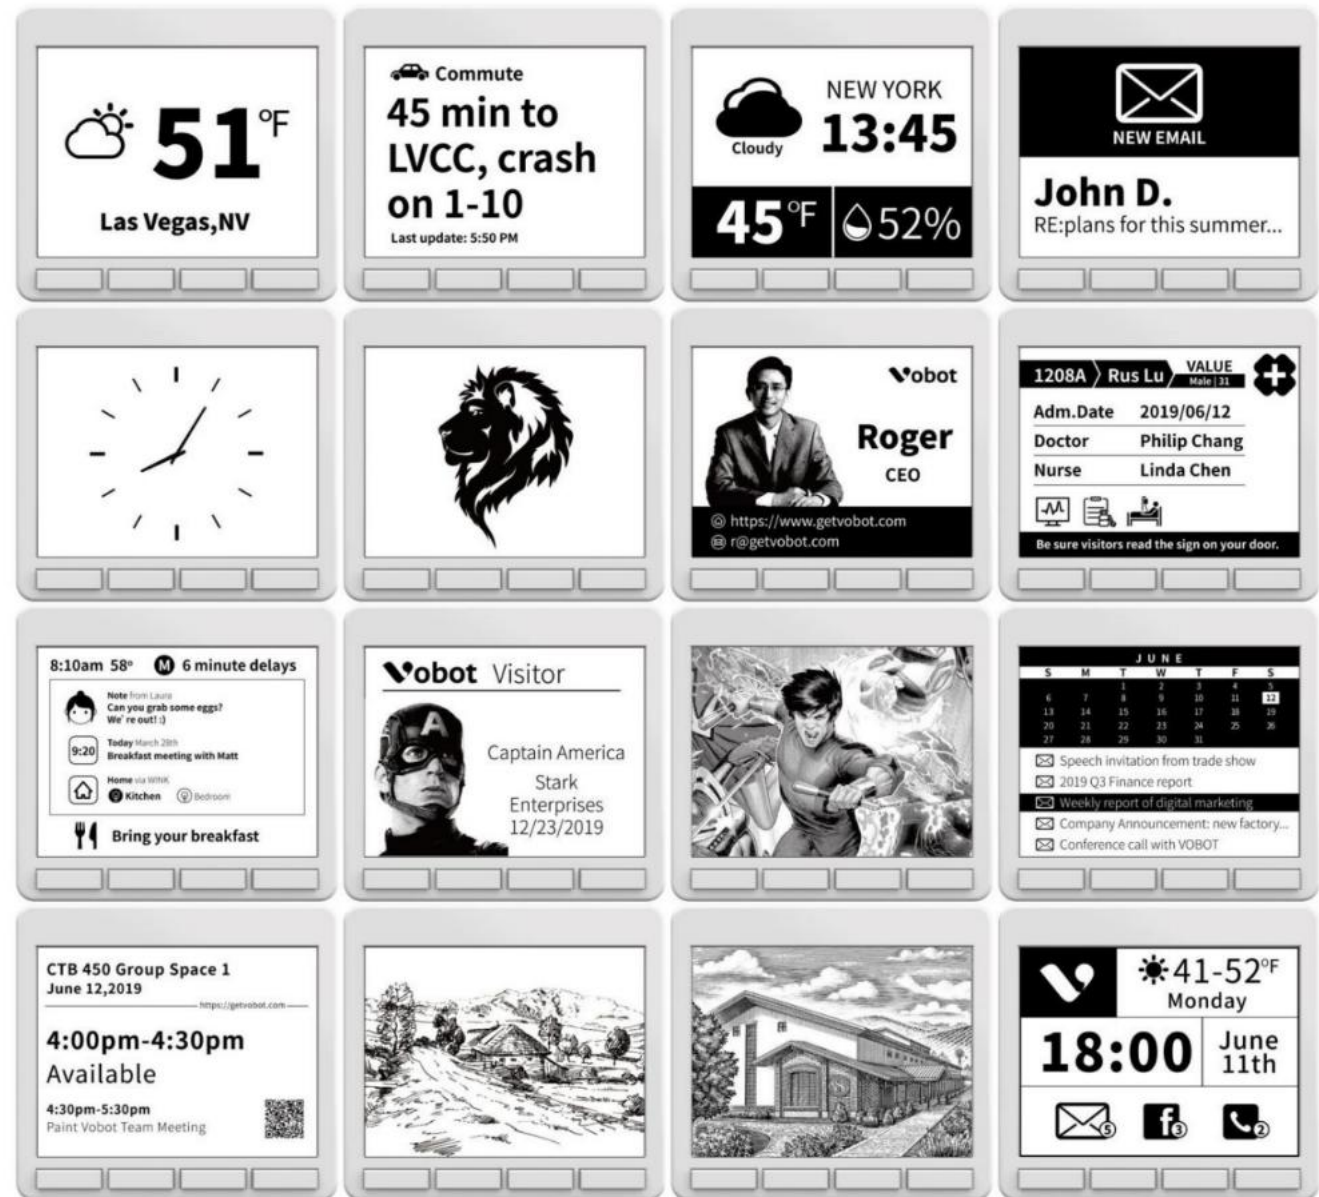 51°F
Las Vegas,NV
Commute
45 min to
LVCC, crash
on 1-10
Last update: 5:50 PM
NEW YORK
13:45
Cloudy
45°F
52%
NEW EMAIL
John D.
RE:plans for this summer...
Vobot
Roger
CEO
https://www.getvobot.com
r@getvobot.com
1208A Rus Lu VALUE
Male | 31
Adm.Date 2019/06/12
Doctor Philip Chang
Nurse Linda Chen
Be sure visitors read the sign on your door.
8:10am 58° M 6 minute delays
Note from Laura
Can you grab some eggs?
We're out! :)
9:20
Today March 28th
Breakfast meeting with Matt
Home via WINK
Kitchen Bedroom
Bring your breakfast
Vobot Visitor
A
Captain America
Stark
Enterprises
12/23/2019
JUNE
S M T W T F S
1 2 3 4 5
6 7 8 9 10 11 12
13 14 15 16 17 18 19
20 21 22 23 24 25 26
27 28 29 30 31
Speech invitation from trade show
2019 Q3 Finance report
Weekly report of digital marketing
Company Announcement: new factory...
Conference call with VOBOT
CTB 450 Group Space 1
June 12,2019
https://getvobot.com
4:00pm-4:30pm
Available
4:30pm-5:30pm
Paint Vobot Team Meeting
41-52°F
Monday
18:00
June
11th
5
3
2